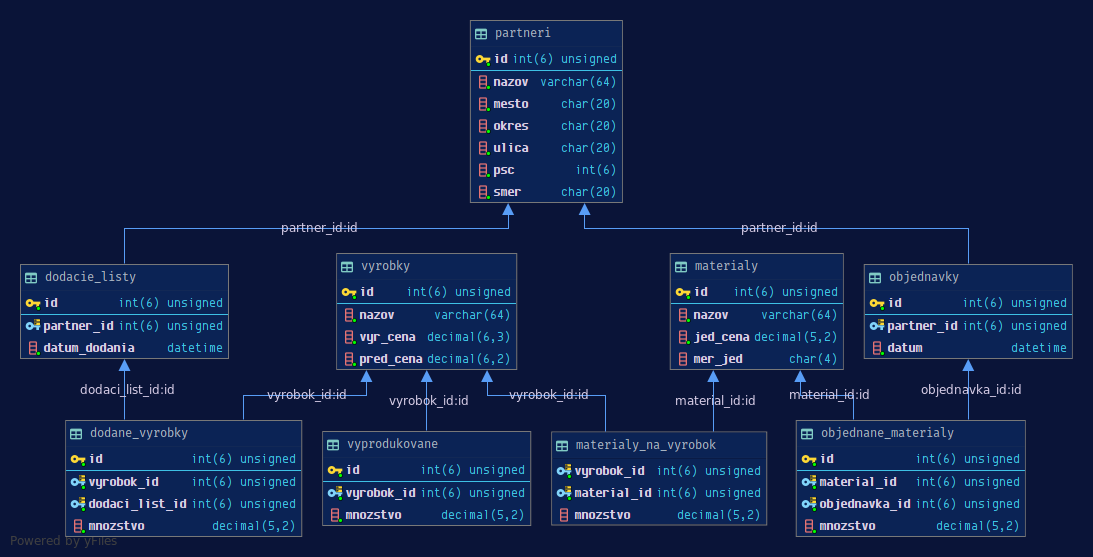 partneri
id int(6) unsigned
nazov varchar(64)
mesto char(20)
okres char(20)
ulica char(20)
psc int(6)
smer char(20)
partner_id:id
partner_id:id
dodacie_listy
id int(6) unsigned
partner_id int(6) unsigned
datum_dodania datetime
vyrobky
id int(6) unsigned
nazov varchar(64)
vyr_cena decimal(6,3)
pred_cena decimal(6,2)
materialy
id int(6) unsigned
nazov varchar(64)
jed_cena decimal(5,2)
mer_jed char(4)
objednavky
id int(6) unsigned
partner_id int(6) unsigned
datum datetime
dodaci_list_id:id
vyrobok_id:id
vyrobok_id:id
vyrobok_id:id
material_id:id
material_id:id
objednavka_id:id
dodane_vyrobky
id int(6) unsigned
vyrobok_id int(6) unsigned
dodaci_list_id int(6) unsigned
mnozstvo decimal(5,2)
vyprodukovane
id int(6) unsigned
vyrobok_id int(6) unsigned
mnozstvo decimal(5,2)
materialy_na_vyrobok
vyrobok_id int(6) unsigned
material_id int(6) unsigned
mnozstvo decimal(5,2)
objednane_materialy
id int(6) unsigned
material_id int(6) unsigned
objednavka_id int(6) unsigned
mnozstvo decimal(5,2)
Powered by yFiles